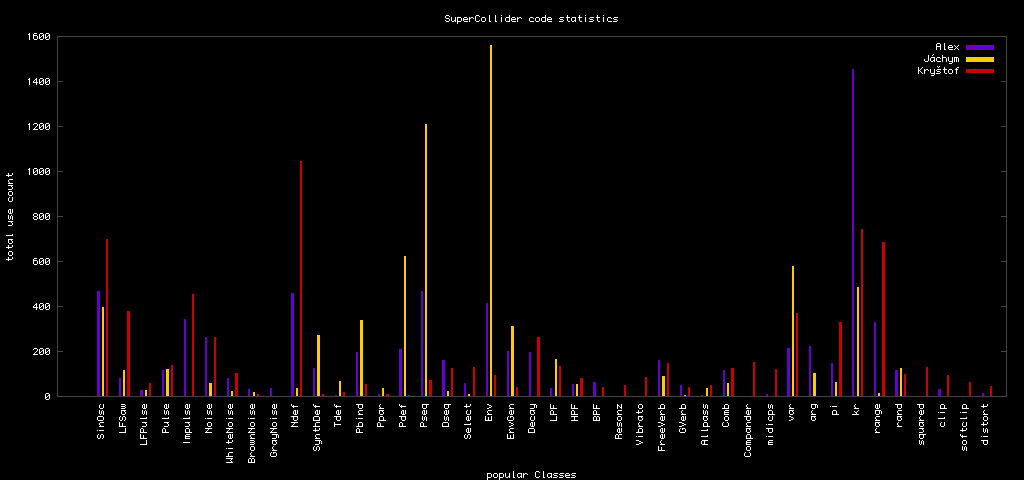 SuperCollider code statistics
1600
1400
1200
1000
800
600
400
200
0
total use count
Alex
Jáchym
Kryštof
SinOsc
LFSaw
LFPulse
Pulse
Impulse
Noise
WhiteNoise
BrownNoise
GrayNoise
Ndef
SynthDef
Tdef
Pbind
Ppar
Pdef
Pseq
Dseq
Select
Env
EnvGen
Decay
LPF
HPF
BPF
Resonz
Vibrato
FreeVerb
GVerb
Allpass
Comb
Compander
midicps
var
arg
pi
kr
range
rand
squared
clip
softclip
distort
popular Classes